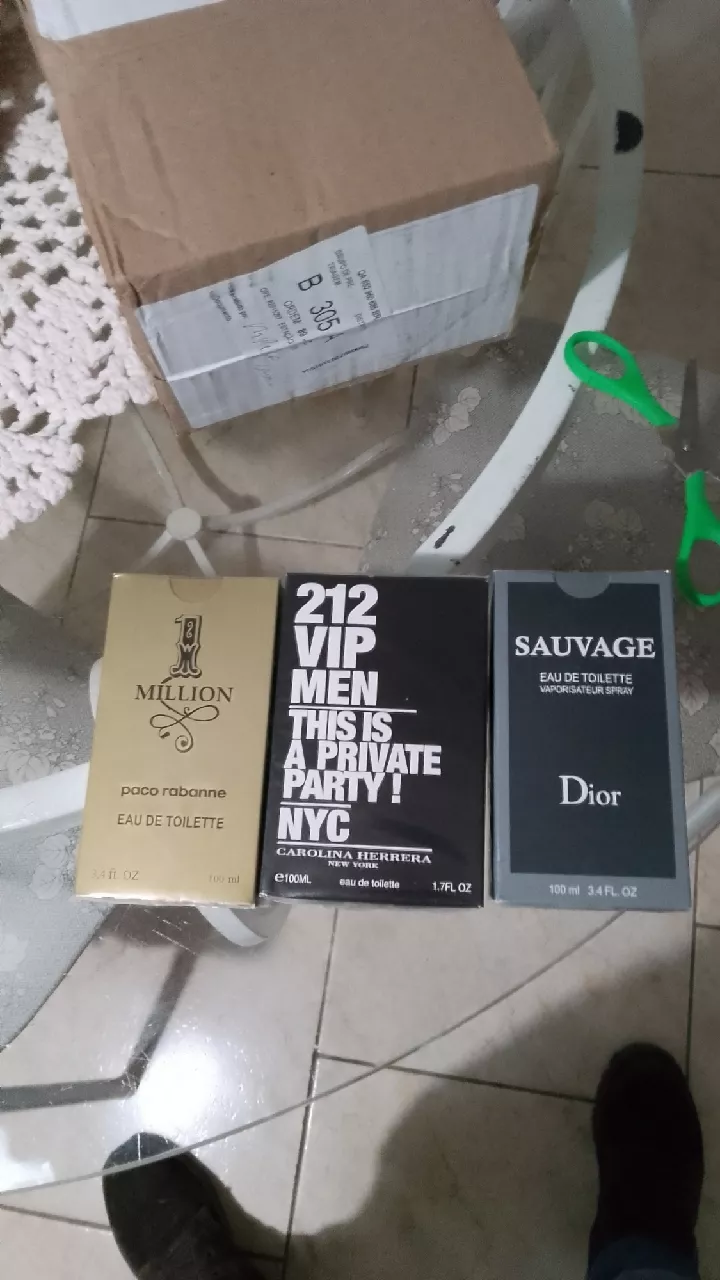 B 305
1
MILLION
paco rabanne
EAU DE TOILETTE
3.4 fl. OZ 100 ml
212
VIP
MEN
THIS IS
A PRIVATE
PARTY !
NYC
CAROLINA HERRERA
NEW YORK
e100ML eau de toilette 1.7FL OZ
SAUVAGE
EAU DE TOILETTE
VAPORISATEUR SPRAY
Dior
100 ml 3.4 FL. OZ